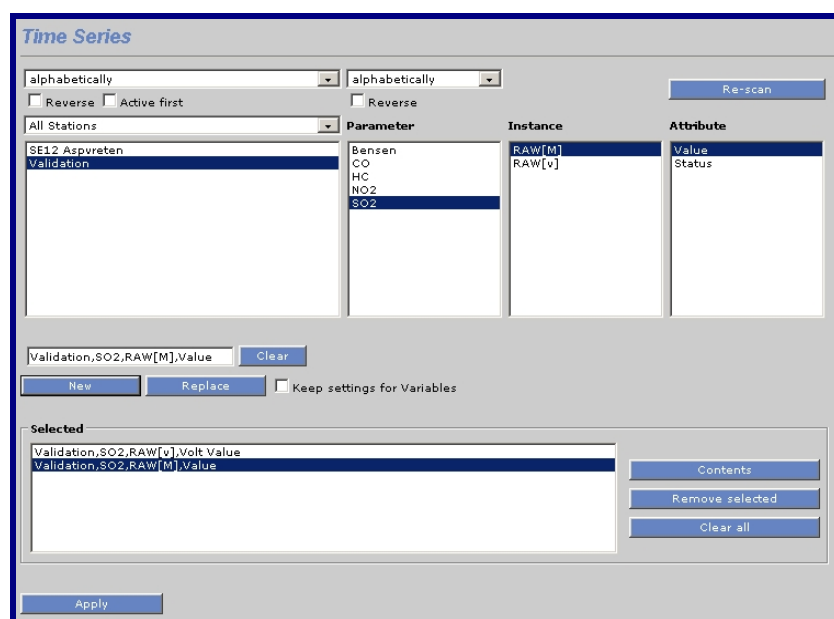 Time Series
alphabetically alphabetically
Reverse Active first Reverse Re-scan
All Stations Parameter Instance Attribute
SE12 Aspvreten Bensen RAW[M] Value
Validation CO RAW[v] Status
HC
NO2
SO2
Validation,SO2,RAW[M],Value Clear
New Replace Keep settings for Variables
Selected
Validation,SO2,RAW[v],Volt Value
Validation,SO2,RAW[M],Value
Contents
Remove selected
Clear all
Apply